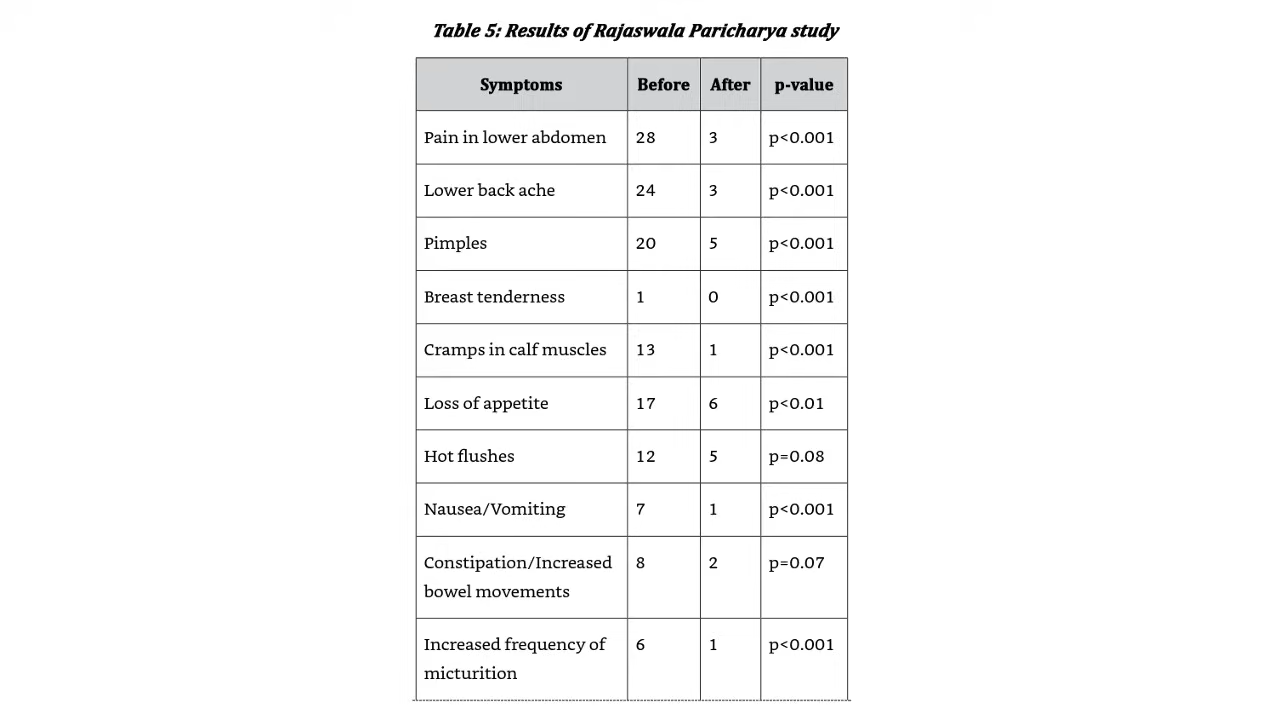 Table 5: Results of Rajaswala Paricharya study
Symptoms Before After p-value
Pain in lower abdomen 28 3 p<0.001
Lower back ache 24 3 p<0.001
Pimples 20 5 p<0.001
Breast tenderness 1 0 p<0.001
Cramps in calf muscles 13 1 p<0.001
Loss of appetite 17 6 p<0.01
Hot flushes 12 5 p=0.08
Nausea/Vomiting 7 1 p<0.001
Constipation/Increased 8 2 p=0.07
bowel movements
Increased frequency of 6 1 p<0.001
micturition